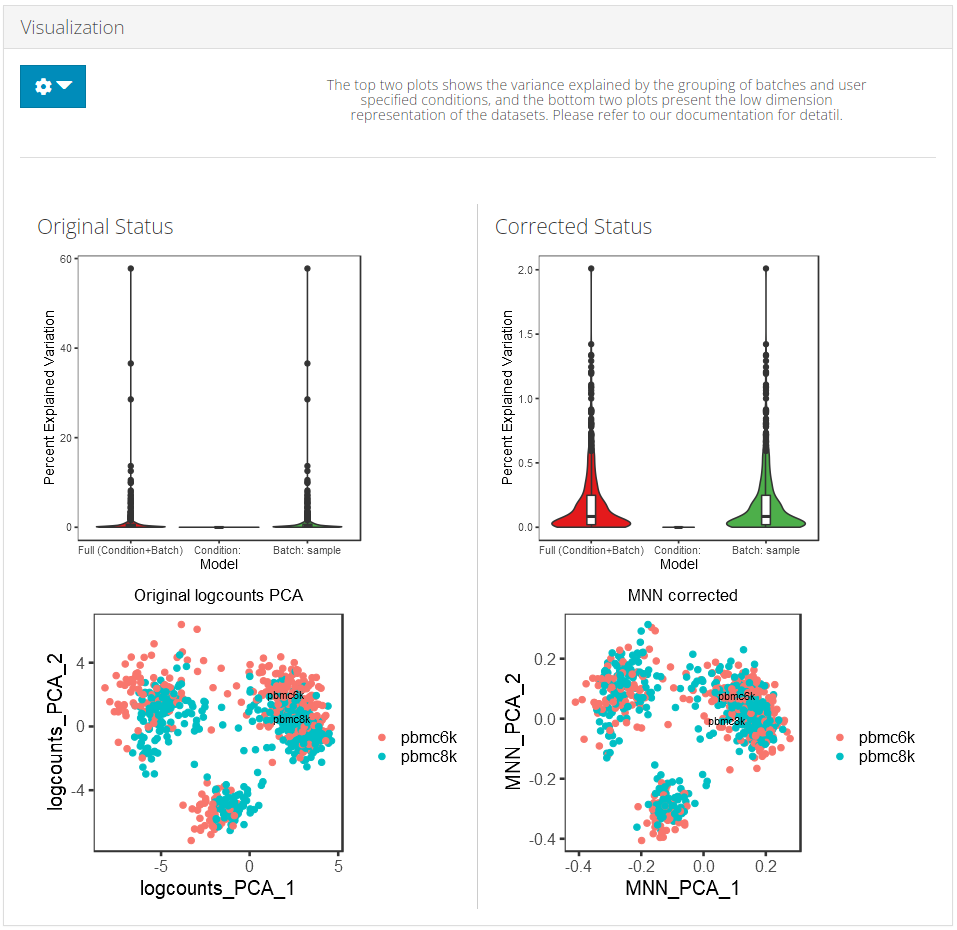 Visualization
The top two plots shows the variance explained by the grouping of batches and user
specified conditions, and the bottom two plots present the low dimension
representation of the datasets. Please refer to our documentation for detatil.
Original Status
Percent Explained Variation
60
40
20
0
Full (Condition+Batch)
Condition:
Batch: sample
Model
Original logcounts PCA
logcounts_PCA_2
4
0
-4
pbmc6k
pbmc8k
-5
0
5
logcounts_PCA_1
pbmc6k
pbmc8k
Corrected Status
Percent Explained Variation
2.0
1.5
1.0
0.5
0.0
Full (Condition+Batch)
Condition:
Batch: sample
Model
MNN corrected
MNN_PCA_2
0.2
0.0
-0.2
-0.4
pbmc6k
pbmc8k
-0.4
-0.2
0.0
0.2
MNN_PCA_1
pbmc6k
pbmc8k